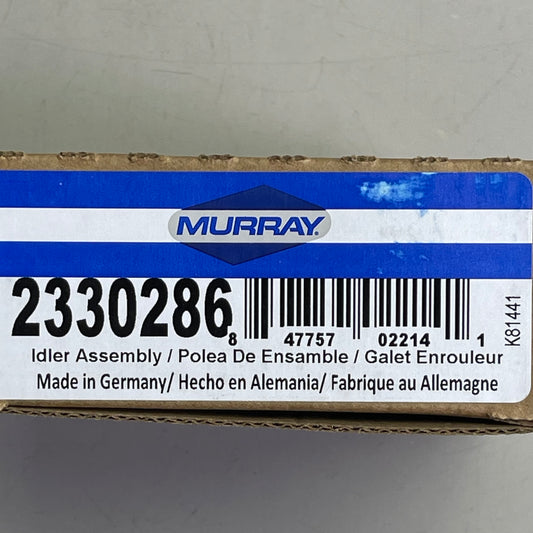 MURRAY.
2330286
8 47757 02214 1
K81441
Idler Assembly / Polea De Ensamble / Galet Enrouleur
Made in Germany/ Hecho en Alemania/ Fabrique au Allemagne